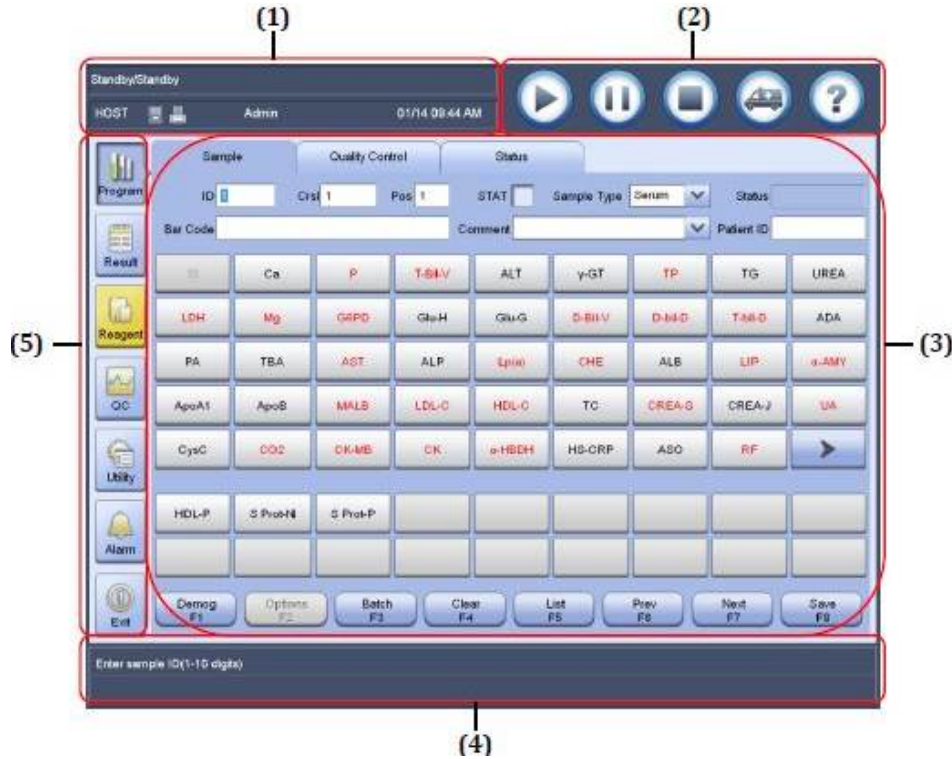 (1)
(2)
Standby/Standby
HOST Admin 01/14 09:44 AM
?
Program
Result
Reagent
QC
Utility
Alarm
Exit
(5)
(3)
Sample Quality Control Status
ID 1 Crsl 1 Pos 1 STAT Sample Type Serum Status
Bar Code Comment Patient ID
Ca P T-Bil-V ALT γ-GT TP TG UREA
LDH Mg G6PD Glu-H Glu-G D-Bil-V D-bil-D T-bil-D ADA
PA TBA AST ALP Lp(a) CHE ALB LIP α-AMY
ApoA1 ApoB MALB LDL-C HDL-C TC CREA-S CREA-J UA
CysC CO2 CK-MB CK α-HBDH HS-CRP ASO RF >
HDL-P S Prot-NI S Prot-P
Demog Options Batch Clear List Prev Next Save
F1 F2 F3 F4 F5 F6 F7 F8
Enter sample ID(1-10 digits)
(4)